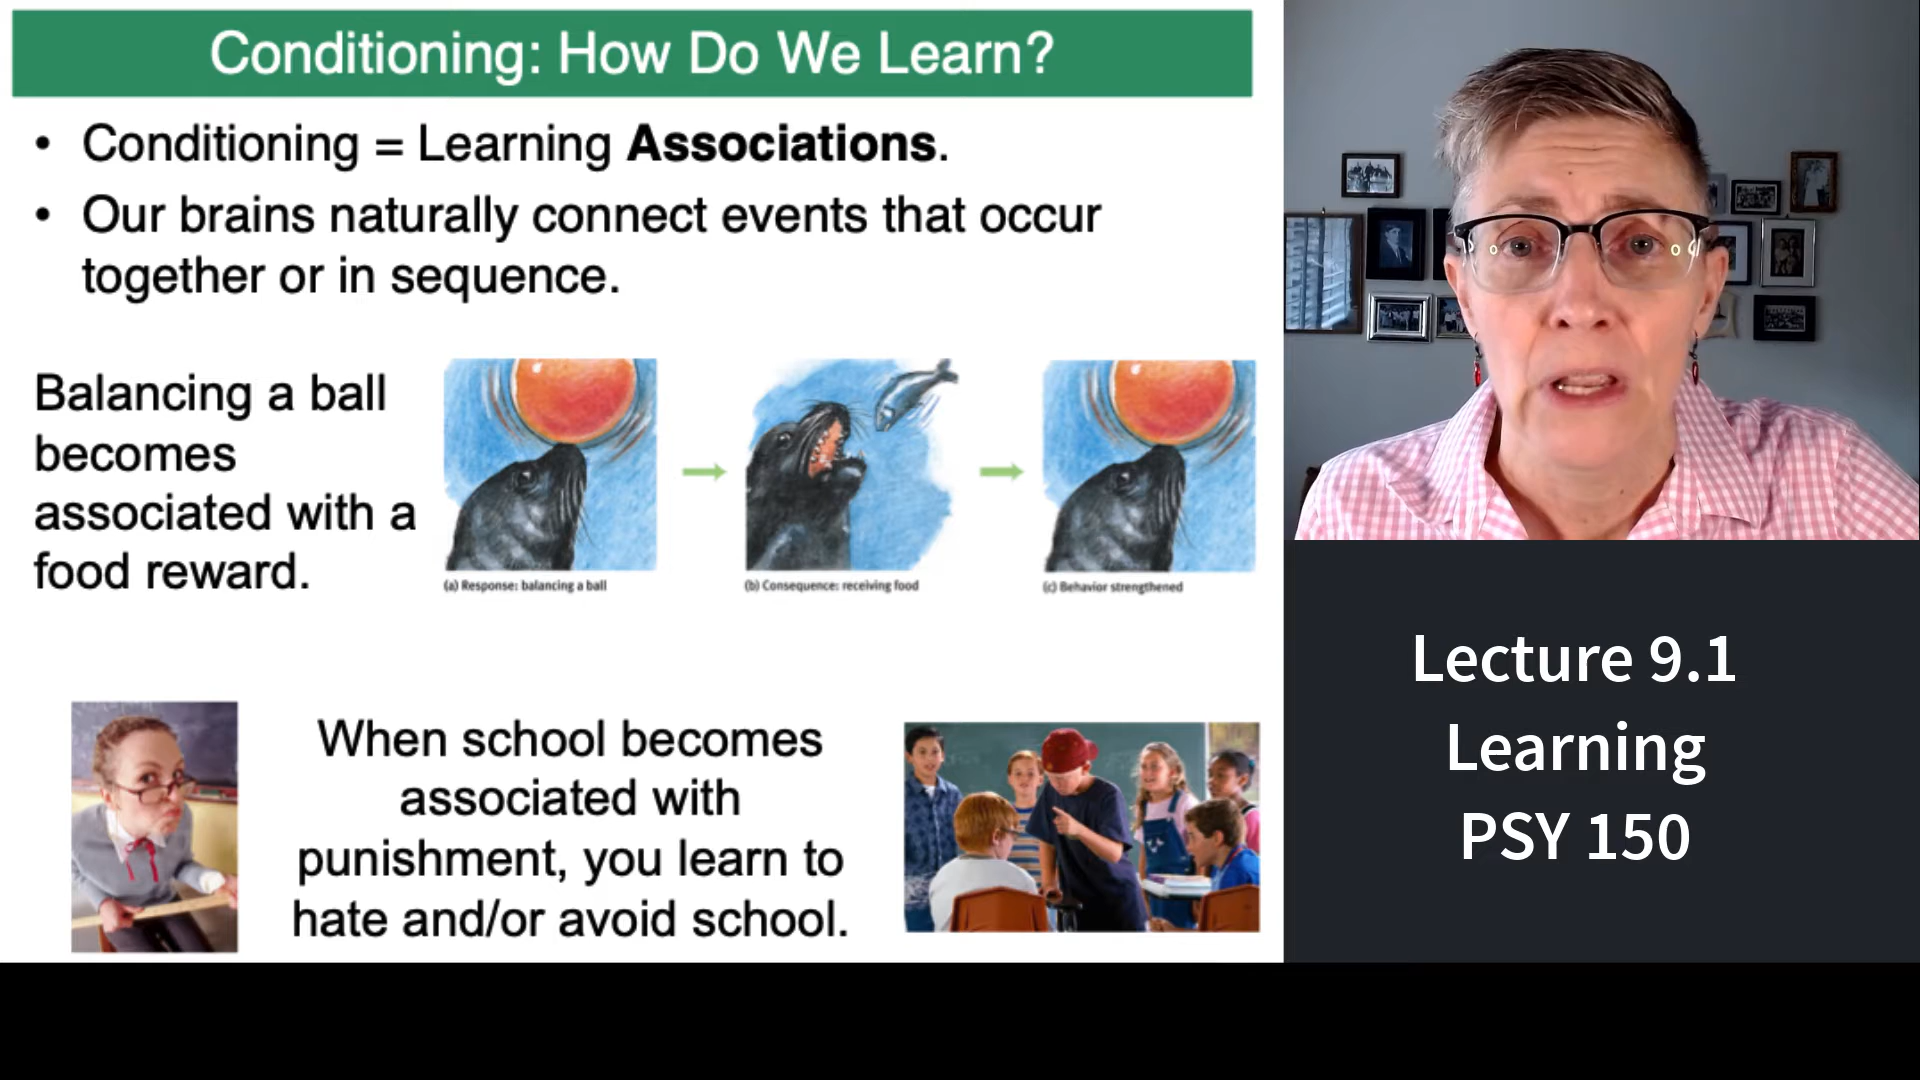 Conditioning: How Do We Learn?
• Conditioning = Learning Associations.
• Our brains naturally connect events that occur
together or in sequence.
Balancing a ball
becomes
associated with a
food reward.
(a) Response: balancing a ball
(b) Consequence: receiving food
(c) Behavior strengthened
When school becomes
associated with
punishment, you learn to
hate and/or avoid school.
Lecture 9.1
Learning
PSY 150